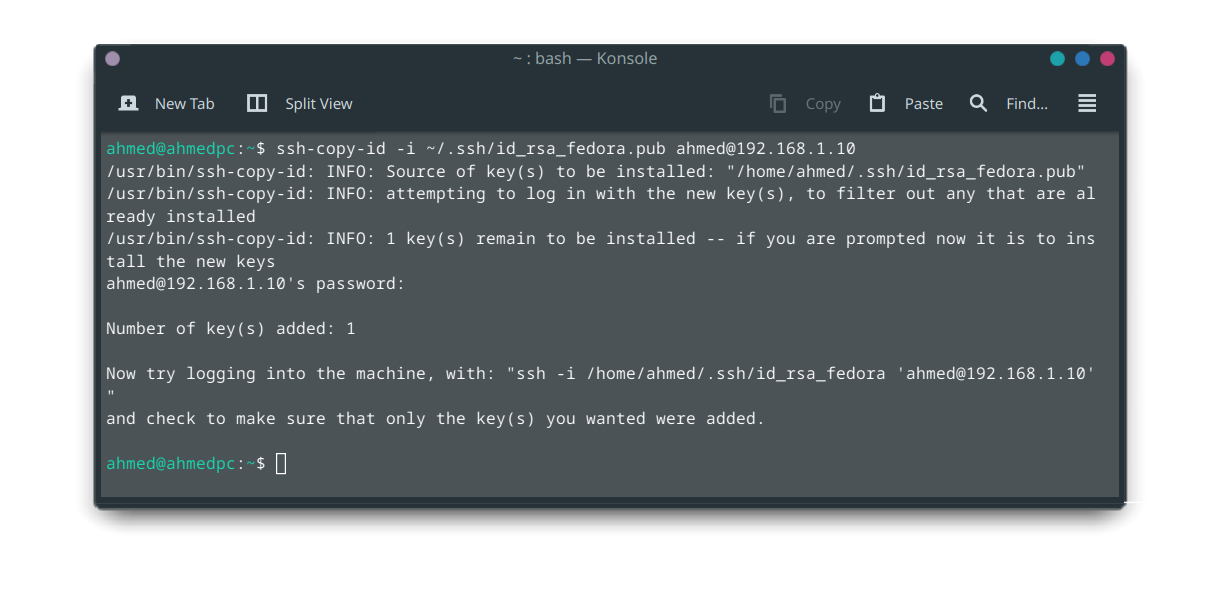 ~ : bash — Konsole
New Tab Split View Copy Paste Find...
ahmed@ahmedpc:~$ ssh-copy-id -i ~/.ssh/id_rsa_fedora.pub ahmed@192.168.1.10
/usr/bin/ssh-copy-id: INFO: Source of key(s) to be installed: "/home/ahmed/.ssh/id_rsa_fedora.pub"
/usr/bin/ssh-copy-id: INFO: attempting to log in with the new key(s), to filter out any that are al
ready installed
/usr/bin/ssh-copy-id: INFO: 1 key(s) remain to be installed -- if you are prompted now it is to ins
tall the new keys
ahmed@192.168.1.10's password:
Number of key(s) added: 1
Now try logging into the machine, with: "ssh -i /home/ahmed/.ssh/id_rsa_fedora 'ahmed@192.168.1.10'
"
and check to make sure that only the key(s) you wanted were added.
ahmed@ahmedpc:~$